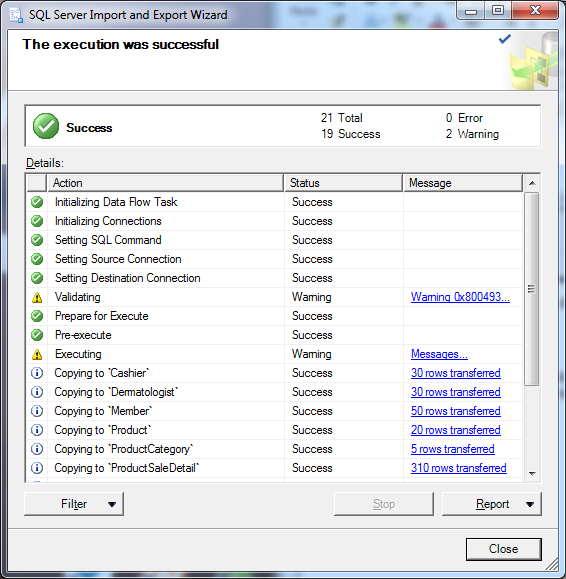 SQL Server Import and Export Wizard
The execution was successful
Success
21 Total
0 Error
19 Success
2 Warning
Details:
Action Status Message
Initializing Data Flow Task Success
Initializing Connections Success
Setting SQL Command Success
Setting Source Connection Success
Setting Destination Connection Success
Validating Warning Warning 0x800493...
Prepare for Execute Success
Pre-execute Success
Executing Warning Messages...
Copying to `Cashier` Success 30 rows transferred
Copying to `Dermatologist` Success 30 rows transferred
Copying to `Member` Success 50 rows transferred
Copying to `Product` Success 20 rows transferred
Copying to `ProductCategory` Success 5 rows transferred
Copying to `ProductSaleDetail` Success 310 rows transferred
Filter
Stop
Report
Close